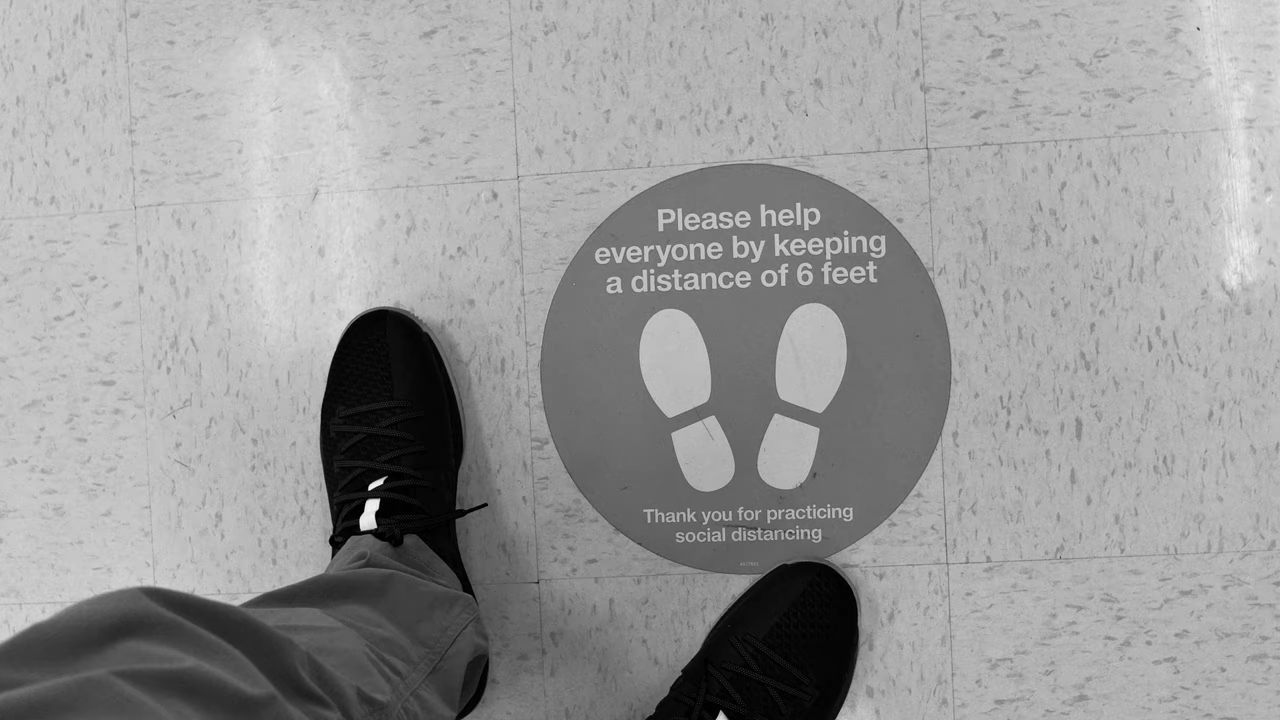 Please help
everyone by keeping
a distance of 6 feet
Thank you for practicing
social distancing